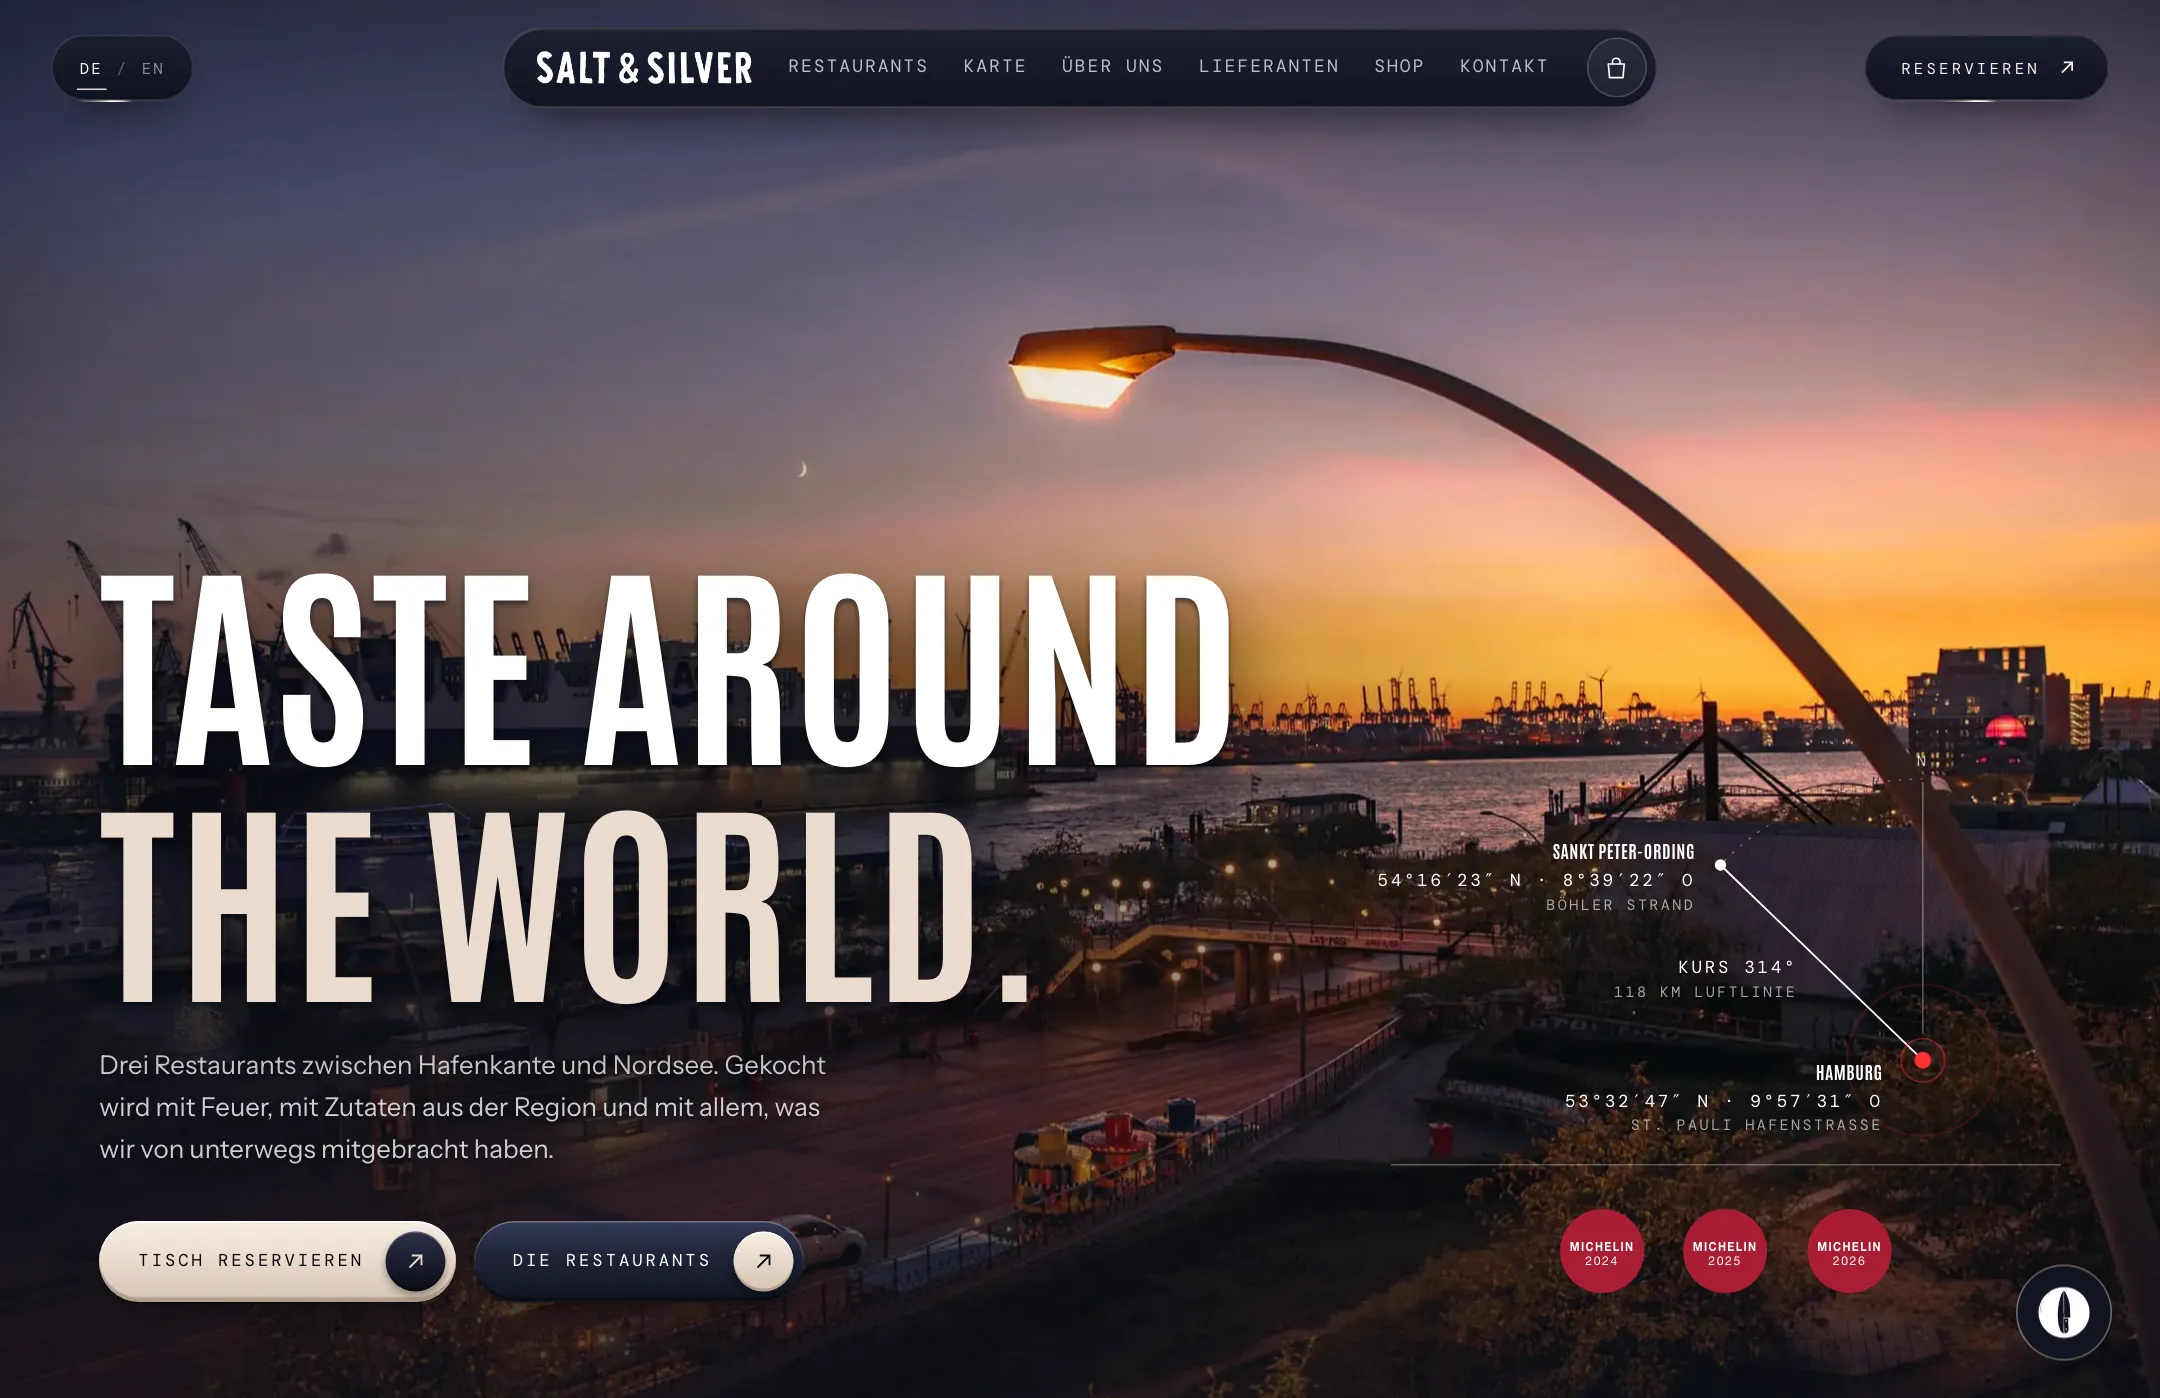 DE / EN
SALT & SILVER
RESTAURANTS
KARTE
ÜBER UNS
LIEFERANTEN
SHOP
KONTAKT
RESERVIEREN
TASTE AROUND
THE WORLD.
Drei Restaurants zwischen Hafenkante und Nordsee. Gekocht
wird mit Feuer, mit Zutaten aus der Region und mit allem, was
wir von unterwegs mitgebracht haben.
TISCH RESERVIEREN
DIE RESTAURANTS
N
SANKT PETER-ORDING
54°16′23″ N · 8°39′22″ O
BÖHLER STRAND
KURS 314°
118 KM LUFTLINIE
HAMBURG
53°32′47″ N · 9°57′31″ O
ST. PAULI HAFENSTRASSE
MICHELIN
2024
MICHELIN
2025
MICHELIN
2026